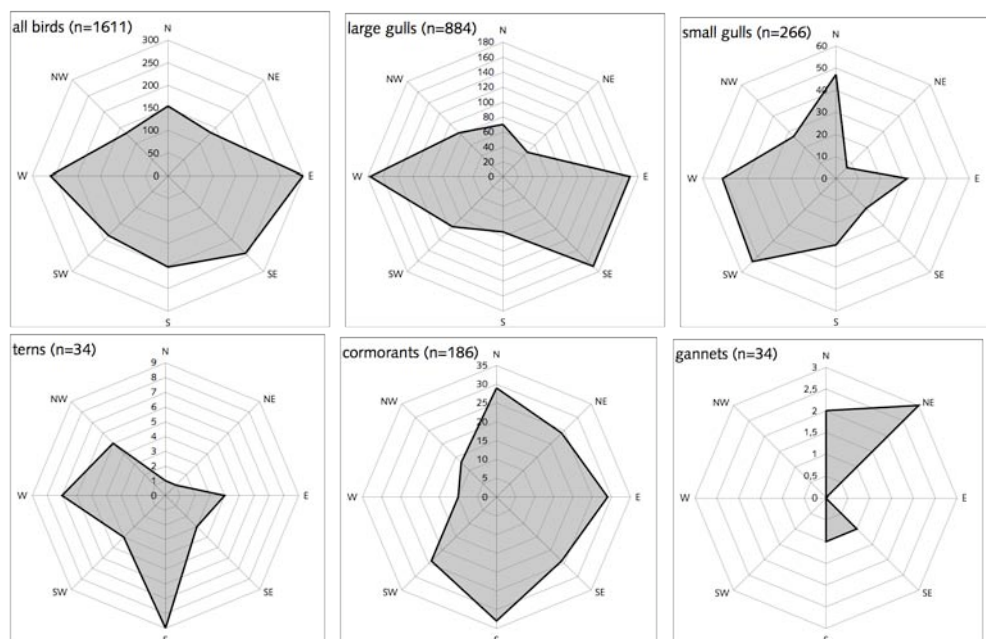 all birds (n=1611)
N
300
250
NW
NE
200
150
100
50
W
0
E
SW
SE
S
large gulls (n=884)
N
180
160
140
NW
NE
120
100
80
60
40
20
W
0
E
SW
SE
S
small gulls (n=266)
N
60
50
NW
NE
40
30
20
10
W
0
E
SW
SE
S
terns (n=34)
N
9
8
7
NW
NE
6
5
4
3
2
1
W
0
E
SW
SE
S
cormorants (n=186)
N
35
30
25
NW
NE
20
15
10
5
W
0
E
SW
SE
S
gannets (n=34)
N
3
2,5
NW
NE
2
1,5
1
0,5
W
0
E
SW
SE
S